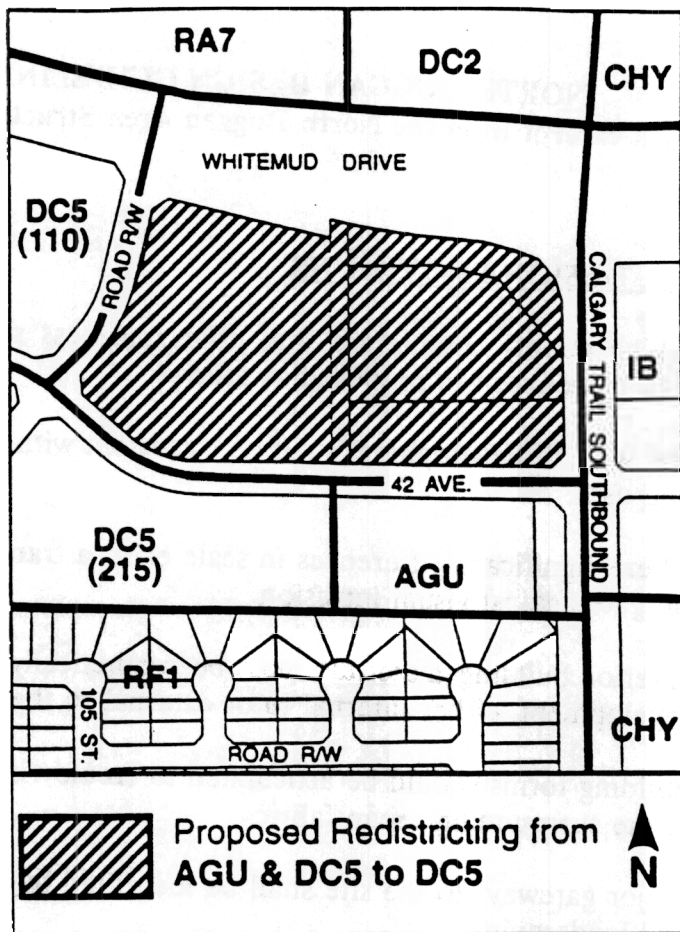 RA7
DC2
CHY
WHITEMUD DRIVE
DC5
(110)
ROAD R/W
CALGARY TRAIL SOUTHBOUND
IB
42 AVE.
DC5
(215)
AGU
RF1
105 ST.
ROAD R/W
CHY
Proposed Redistricting from
AGU & DC5 to DC5
N